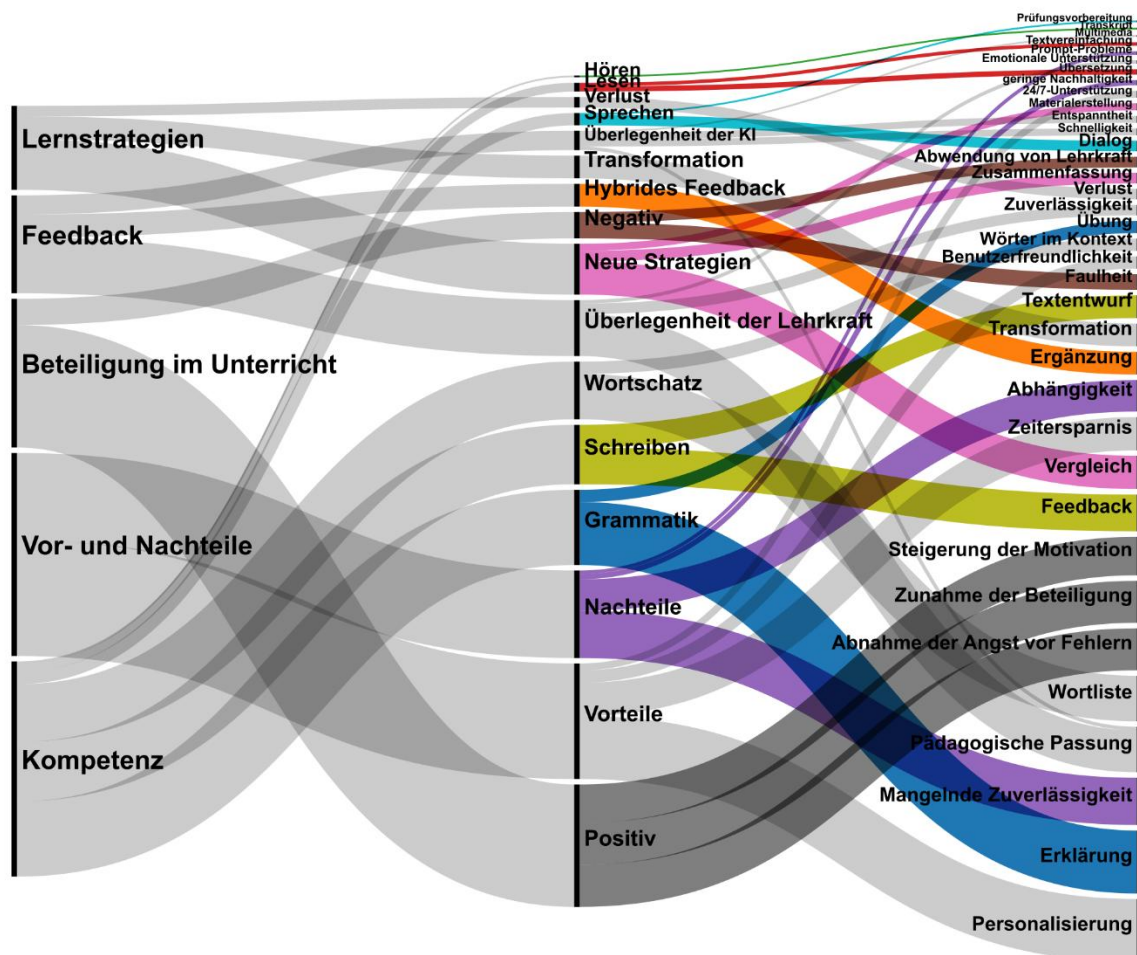 Lernstrategien
Feedback
Beteiligung im Unterricht
Vor- und Nachteile
Kompetenz
Hören
Lesen
Verlust
Sprechen
Überlegenheit der KI
Transformation
Hybrides Feedback
Negativ
Neue Strategien
Überlegenheit der Lehrkraft
Wortschatz
Schreiben
Grammatik
Nachteile
Vorteile
Positiv
Prüfungsvorbereitung
Transkript
Multimedia
Textvereinfachung
Prompt-Probleme
Emotionale Unterstützung
Übersetzung
geringe Nachhaltigkeit
24/7-Unterstützung
Materialerstellung
Entspanntheit
Schnelligkeit
Dialog
Abwendung von Lehrkraft
Zusammenfassung
Verlust
Zuverlässigkeit
Übung
Wörter im Kontext
Benutzerfreundlichkeit
Faulheit
Textentwurf
Transformation
Ergänzung
Abhängigkeit
Zeitersparnis
Vergleich
Feedback
Steigerung der Motivation
Zunahme der Beteiligung
Abnahme der Angst vor Fehlern
Wortliste
Pädagogische Passung
Mangelnde Zuverlässigkeit
Erklärung
Personalisierung